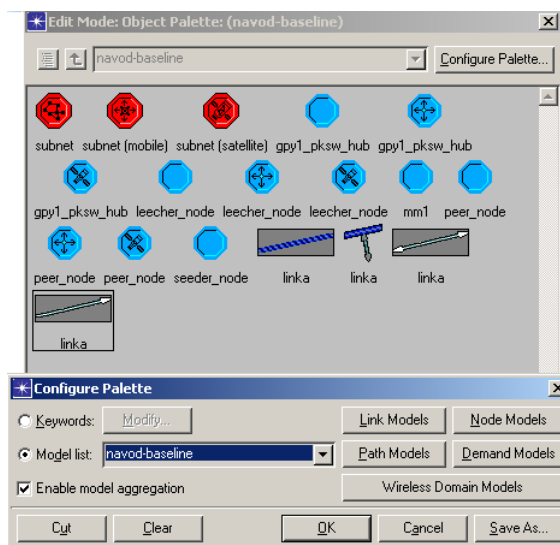 Edit Mode: Object Palette: (navod-baseline)
navod-baseline
Configure Palette...
subnet subnet (mobile) subnet (satellite) gpy1_pksw_hub gpy1_pksw_hub
gpy1_pksw_hub leecher_node leecher_node leecher_node mm1 peer_node
peer_node peer_node seeder_node linka linka linka
linka
Configure Palette
Keywords: Modify... Link Models Node Models
Model list: navod-baseline Path Models Demand Models
Enable model aggregation Wireless Domain Models
Cut Clear OK Cancel Save As...